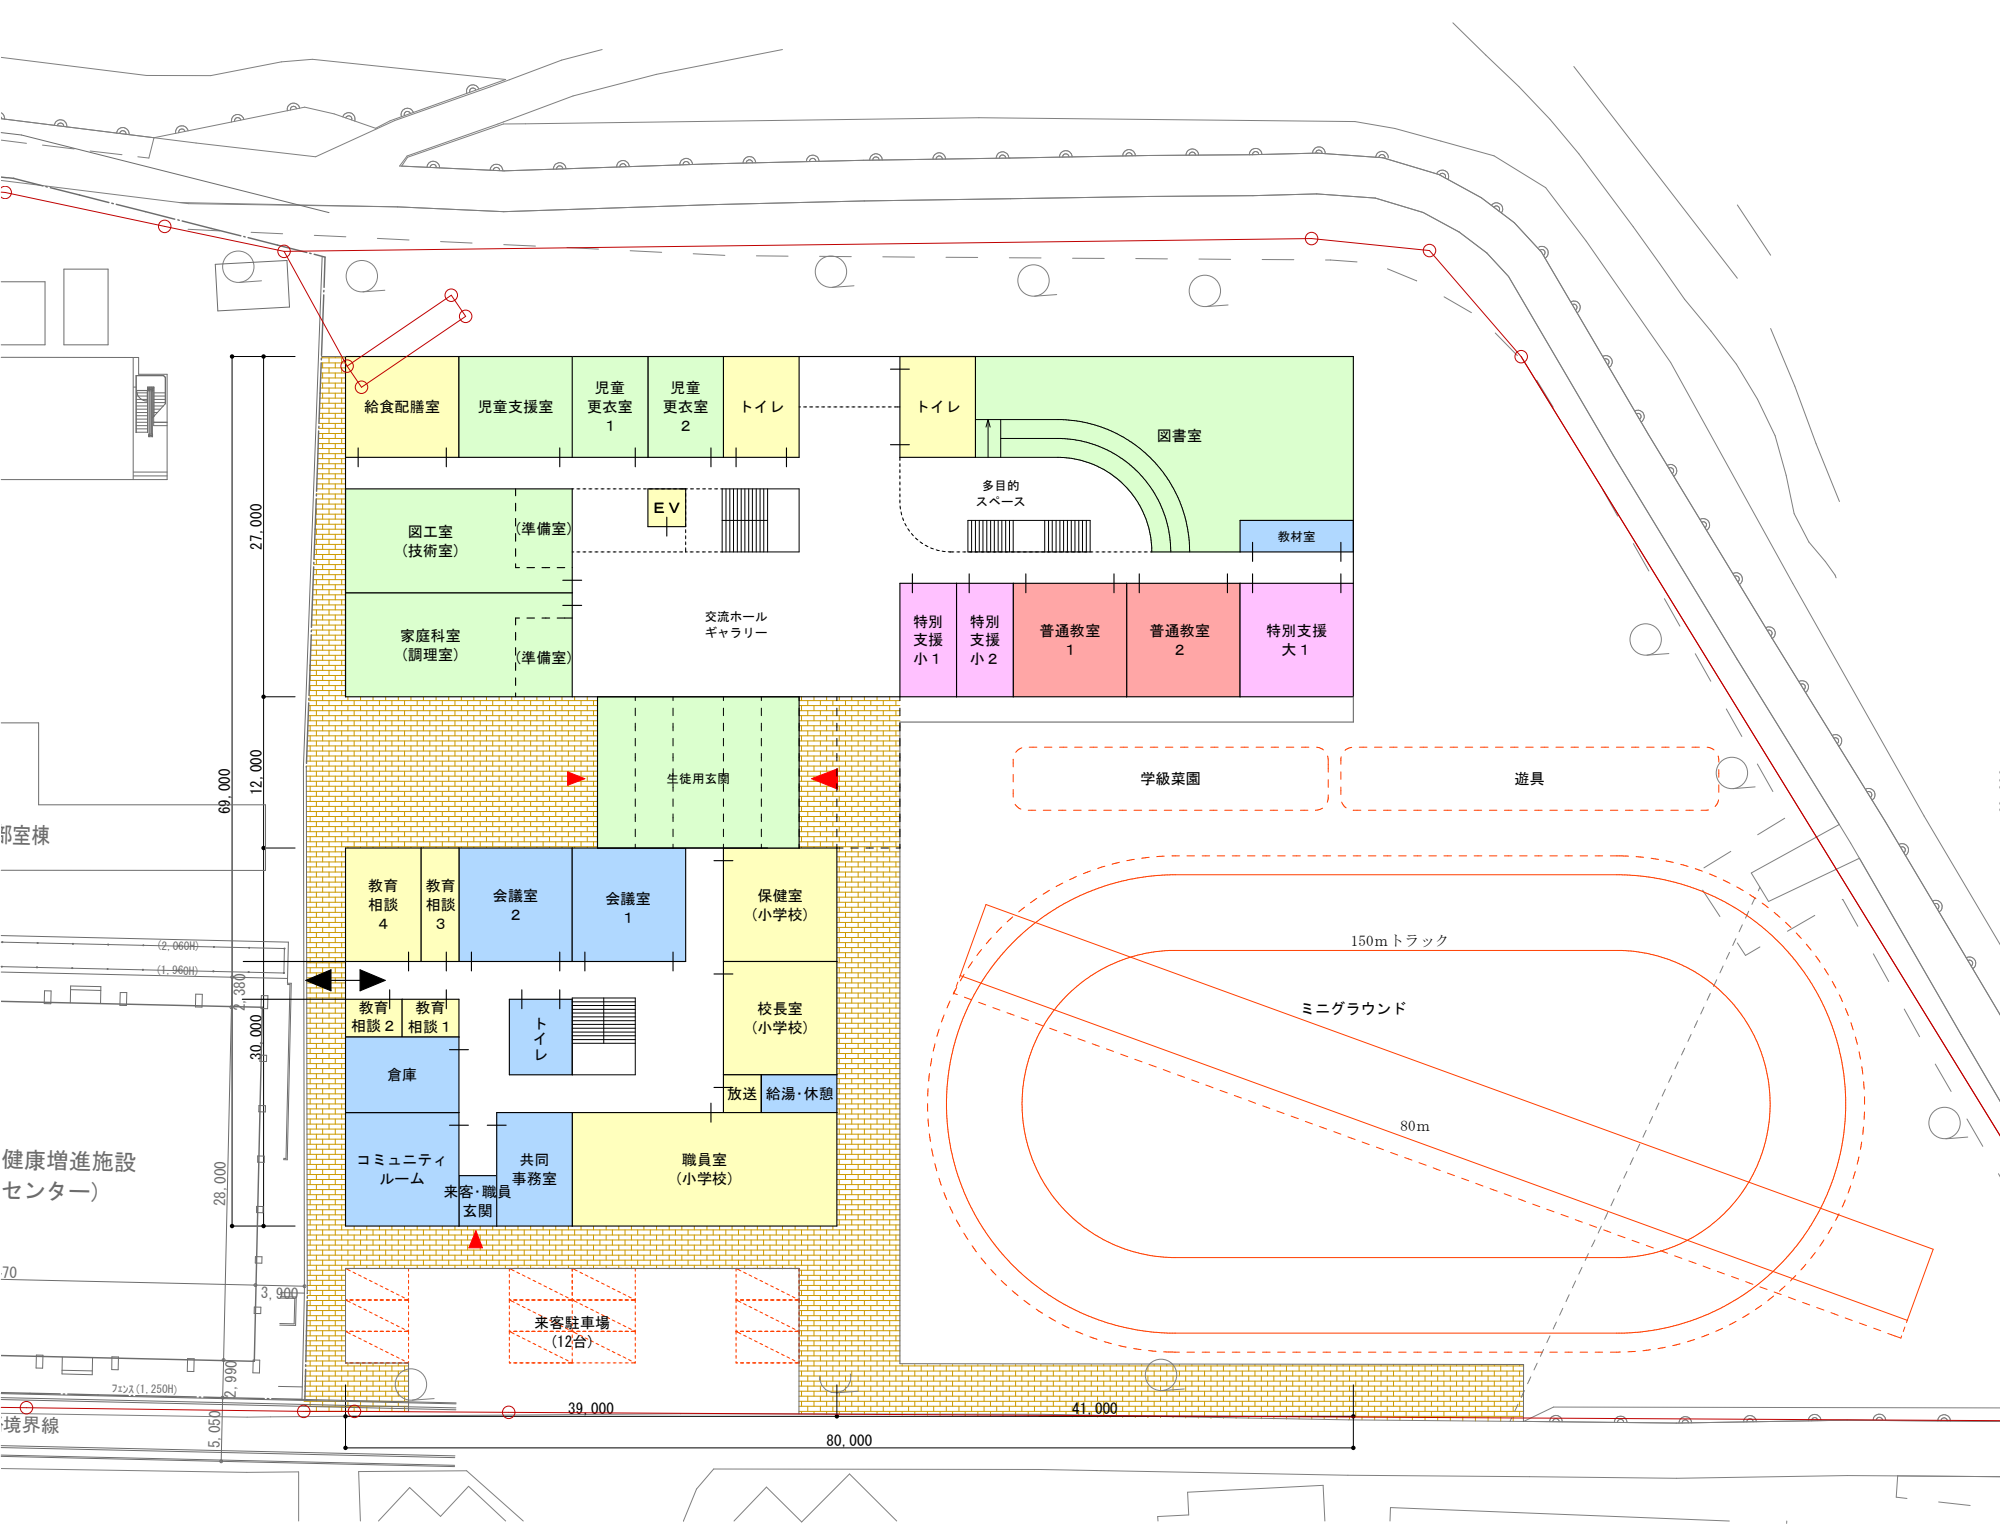 給食配膳室
児童支援室
児童
更衣室
1
児童
更衣室
2
トイレ
トイレ
図書室
多目的
スペース
EV
図工室
(技術室)
(準備室)
教材室
家庭科室
(調理室)
(準備室)
交流ホール
ギャラリー
特別
支援
小1
特別
支援
小2
普通教室
1
普通教室
2
特別支援
大1
27,000
12,000
69,000
30,000
生徒用玄関
学級菜園
遊具
部室棟
教育
相談
4
教育
相談
3
会議室
2
会議室
1
保健室
(小学校)
(2,060H)
(1,960H)
2,380
教育
相談2
教育
相談1
トイレ
校長室
(小学校)
倉庫
放送
給湯・休憩
コミュニティ
ルーム
来客・職員
玄関
共同
事務室
職員室
(小学校)
150mトラック
ミニグラウンド
80m
健康増進施設
センター)
28,000
70
3,900
来客駐車場
(12台)
2,990
フェンス(1,250H)
境界線
5,050
39,000
41,000
80,000